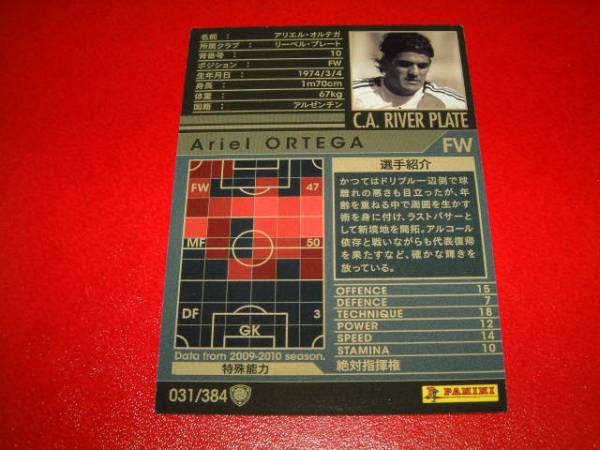 名前 : アリエル・オルテガ
所属クラブ : リーベル・プレート
背番号 : 10
ポジション : FW
生年月日 : 1974/3/4
身長 : 1m70cm
体重 : 67kg
国籍 : アルゼンチン
C.A. RIVER PLATE
Ariel ORTEGA
FW
FW 47
MF 50
DF 3
GK
Data from 2009-2010 season.
選手紹介
かつてはドリブル一辺倒で球
離れの悪さも目立ったが、年
齢を重ねる中で周囲を生かす
術を身に付け、ラストパサーと
して新境地を開拓。アルコール
依存と戦いながらも代表復帰
を果たすなど、確かな輝きを
放っている。
OFFENCE 15
DEFENCE 7
TECHNIQUE 18
POWER 12
SPEED 14
STAMINA 10
特殊能力
絶対指揮権
031/384
PANINI